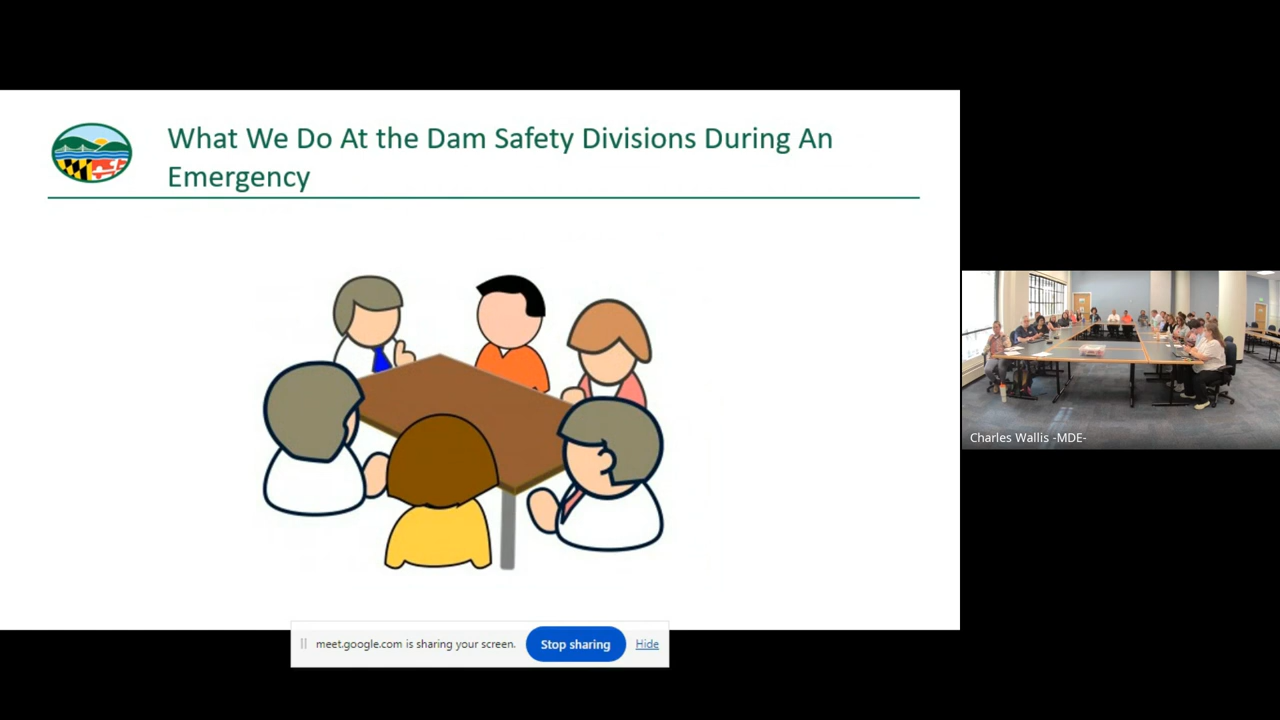 What We Do At the Dam Safety Divisions During An
Emergency
Charles Wallis -MDE-
meet.google.com is sharing your screen.
Stop sharing
Hide